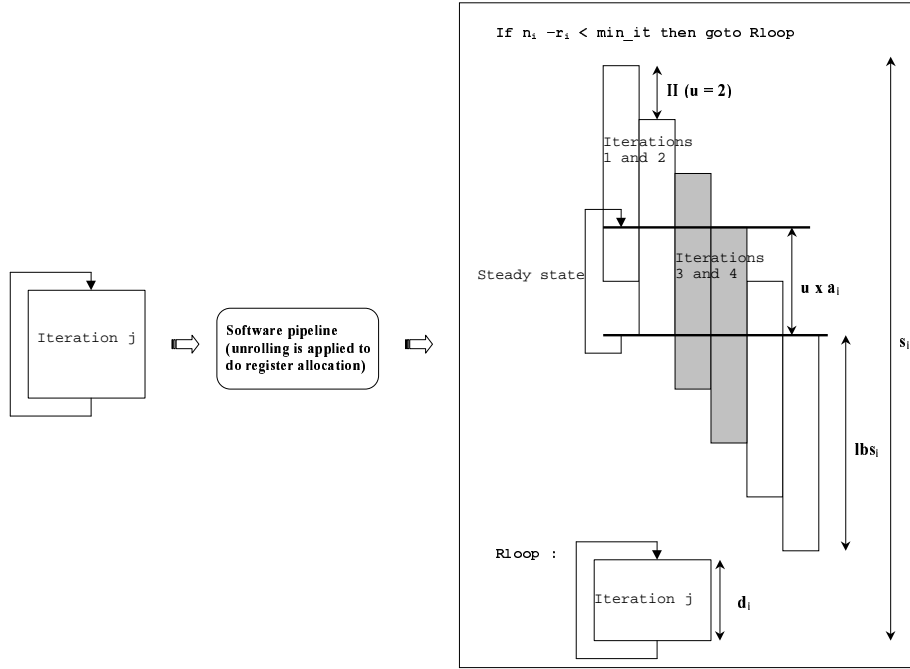 If nᵢ −rᵢ < min_it then goto Rloop
II (u = 2)
Iterations
1 and 2
Steady state
Iterations
3 and 4
u x aᵢ
Iteration j
Software pipeline
(unrolling is applied to
do register allocation)
sᵢ
lbsᵢ
Rloop :
Iteration j
dᵢ